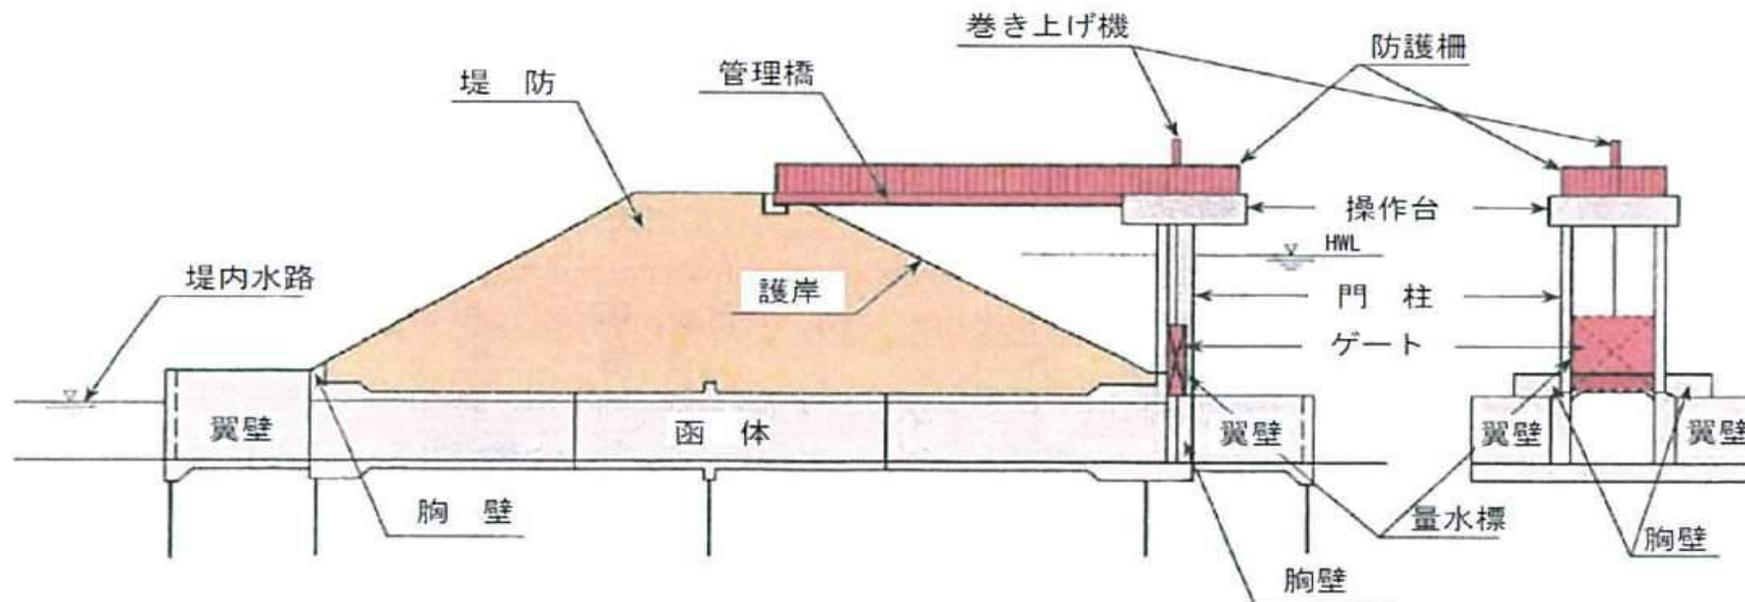 巻き上げ機
防護柵
管理橋
堤 防
操作台
HWL
堤内水路
護岸
門 柱
ゲート
翼壁
函 体
翼壁
翼壁
翼壁
胸 壁
量水標
胸壁
胸壁